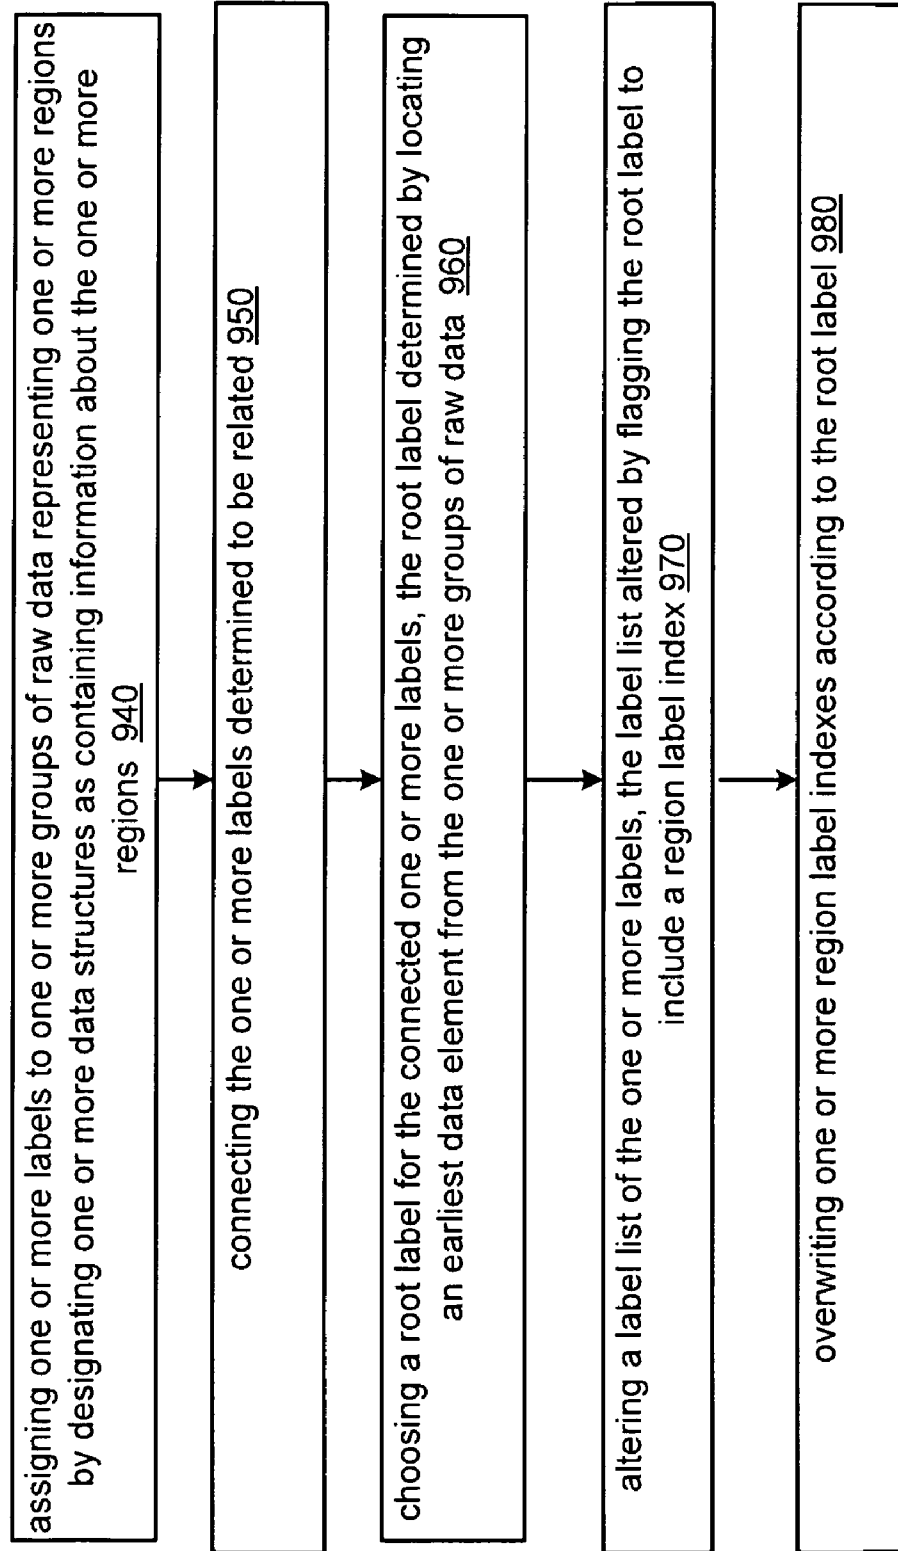 assigning one or more labels to one or more groups of raw data representing one or more regions
by designating one or more data structures as containing information about the one or more
regions 940
connecting the one or more labels determined to be related 950
choosing a root label for the connected one or more labels, the root label determined by locating
an earliest data element from the one or more groups of raw data 960
altering a label list of the one or more labels, the label list altered by flagging the root label to
include a region label index 970
overwriting one or more region label indexes according to the root label 980